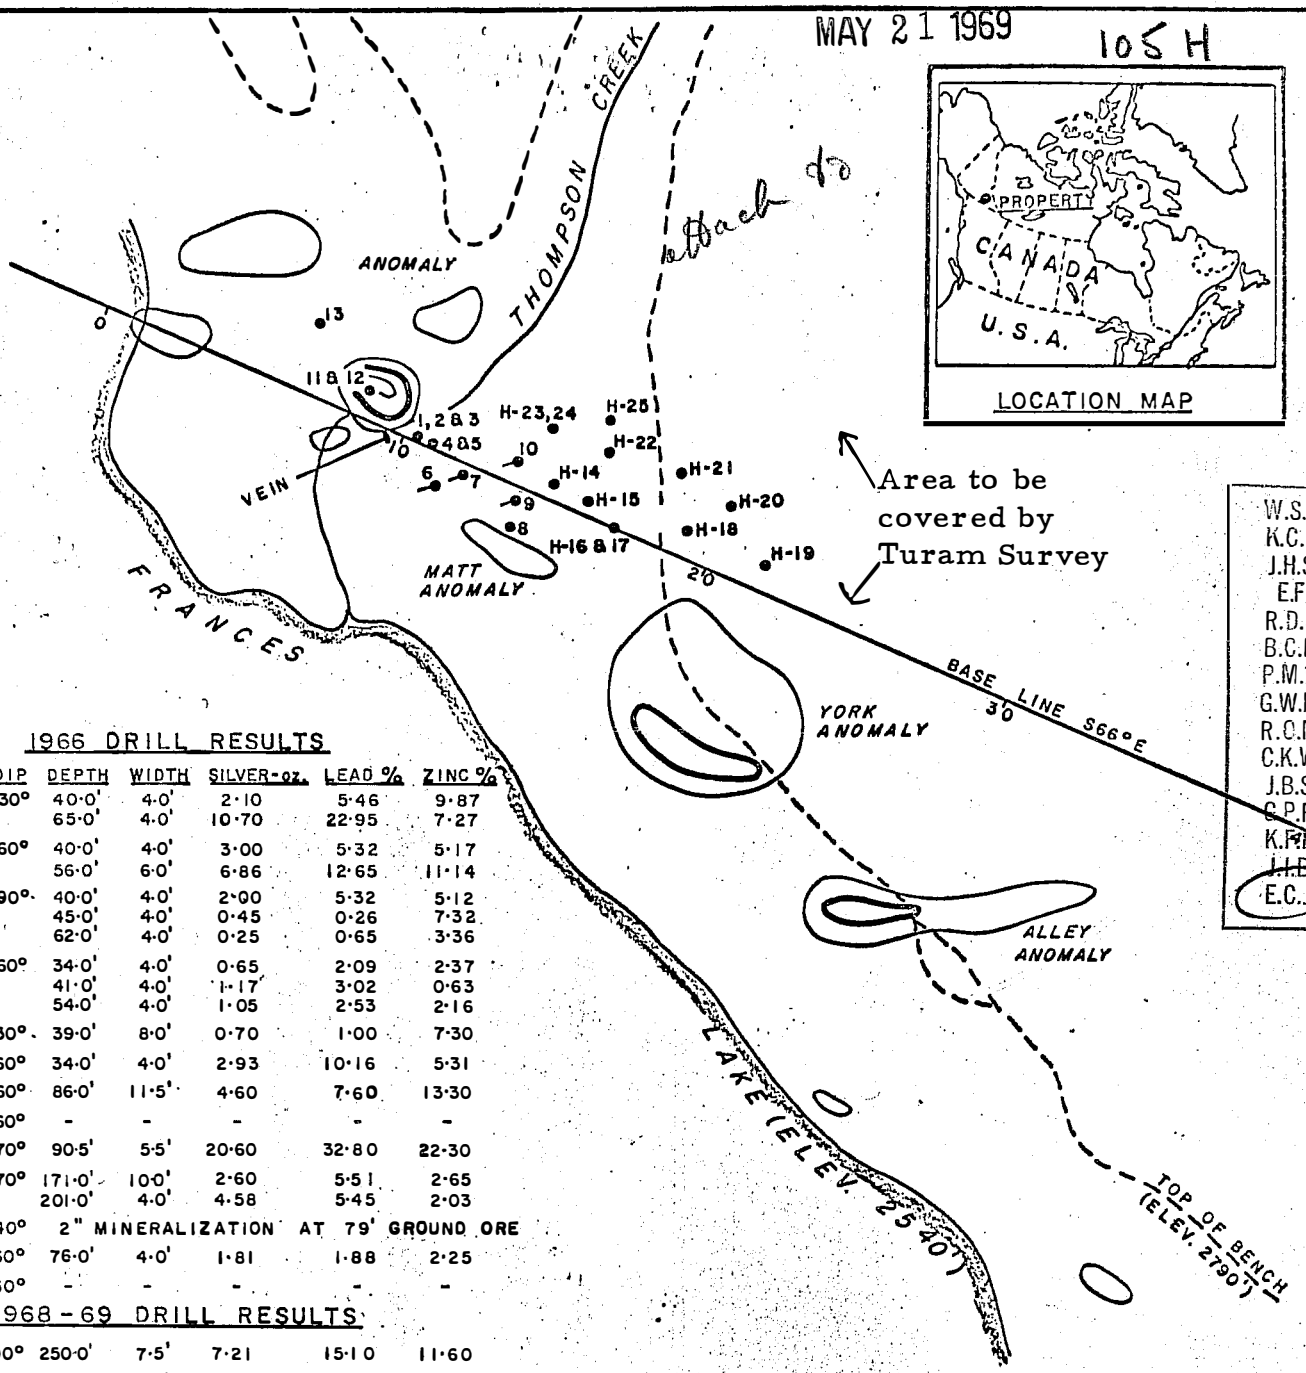 MAY 21 1969
105 H
attach to
PROPERTY
CANADA
U.S.A.
LOCATION MAP
THOMPSON CREEK
ANOMALY
0
13
11 & 12
1, 2 & 3
4 & 5
10
VEIN
6
7
10
9
8
H-23, 24
H-25
H-22
H-14
H-15
H-16 & 17
H-21
H-20
H-18
H-19
20
Area to be
covered by
Turam Survey
MATT
ANOMALY
FRANCES
LAKE (ELEV. 2540')
YORK
ANOMALY
BASE LINE S66°E
30
ALLEY
ANOMALY
TOP OF BENCH
(ELEV. 2790')
W.S.
K.C.
J.H.S
E.F
R.D.
B.C.
P.M.
G.W.
R.O.
C.K.W
J.B.S
G.P.
K.F.
J.I.
E.C.
1966 DRILL RESULTS
DIP DEPTH WIDTH SILVER-oz. LEAD % ZINC %
30° 40·0' 4·0' 2·10 5·46 9·87
65·0' 4·0' 10·70 22·95 7·27
60° 40·0' 4·0' 3·00 5·32 5·17
56·0' 6·0' 6·86 12·65 11·14
90° 40·0' 4·0' 2·00 5·32 5·12
45·0' 4·0' 0·45 0·26 7·32
62·0' 4·0' 0·25 0·65 3·36
60° 34·0' 4·0' 0·65 2·09 2·37
41·0' 4·0' 1·17 3·02 0·63
54·0' 4·0' 1·05 2·53 2·16
30° 39·0' 8·0' 0·70 1·00 7·30
60° 34·0' 4·0' 2·93 10·16 5·31
60° 86·0' 11·5' 4·60 7·60 13·30
60° - - - - -
70° 90·5' 5·5' 20·60 32·80 22·30
70° 171·0' 10·0' 2·60 5·51 2·65
201·0' 4·0' 4·58 5·45 2·03
40° 2" MINERALIZATION AT 79' GROUND ORE
60° 76·0' 4·0' 1·81 1·88 2·25
60° - - - - -
968-69 DRILL RESULTS
90° 250·0' 7·5' 7·21 15·10 11·60